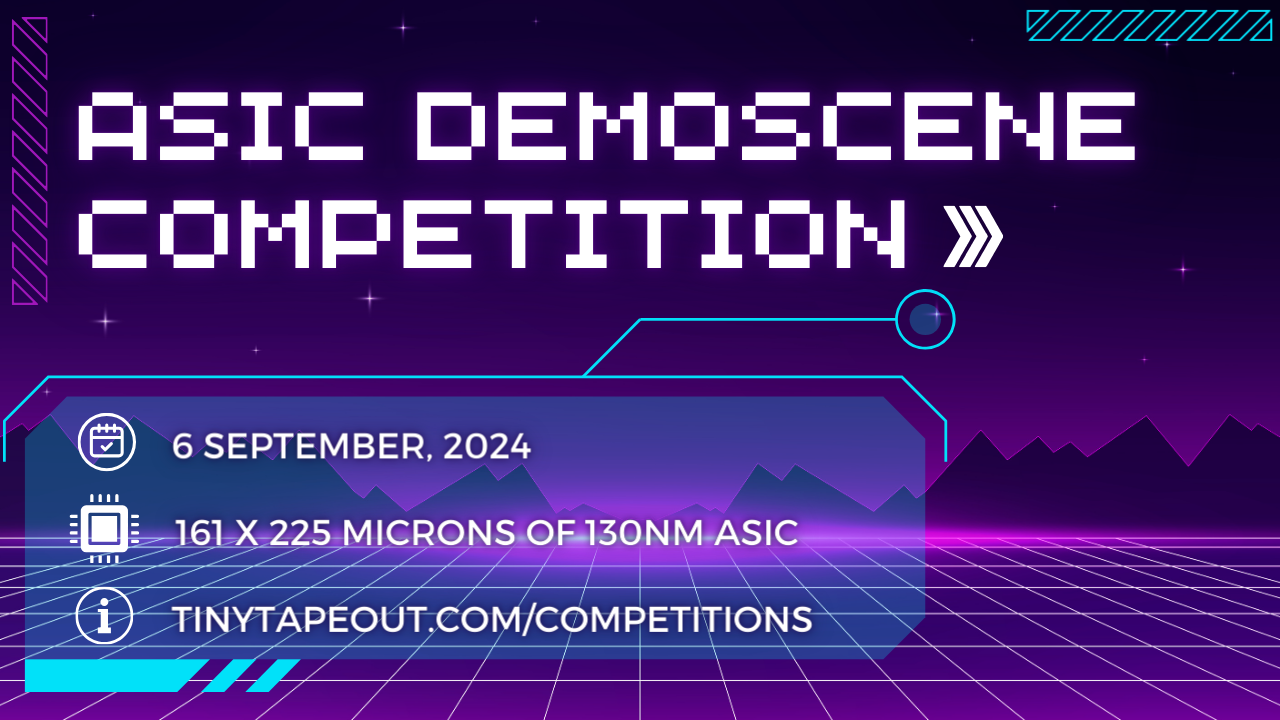 ASIC DEMOSCENE
COMPETITION
6 SEPTEMBER, 2024
161 X 225 MICRONS OF 130NM ASIC
TINYTAPEOUT.COM/COMPETITIONS